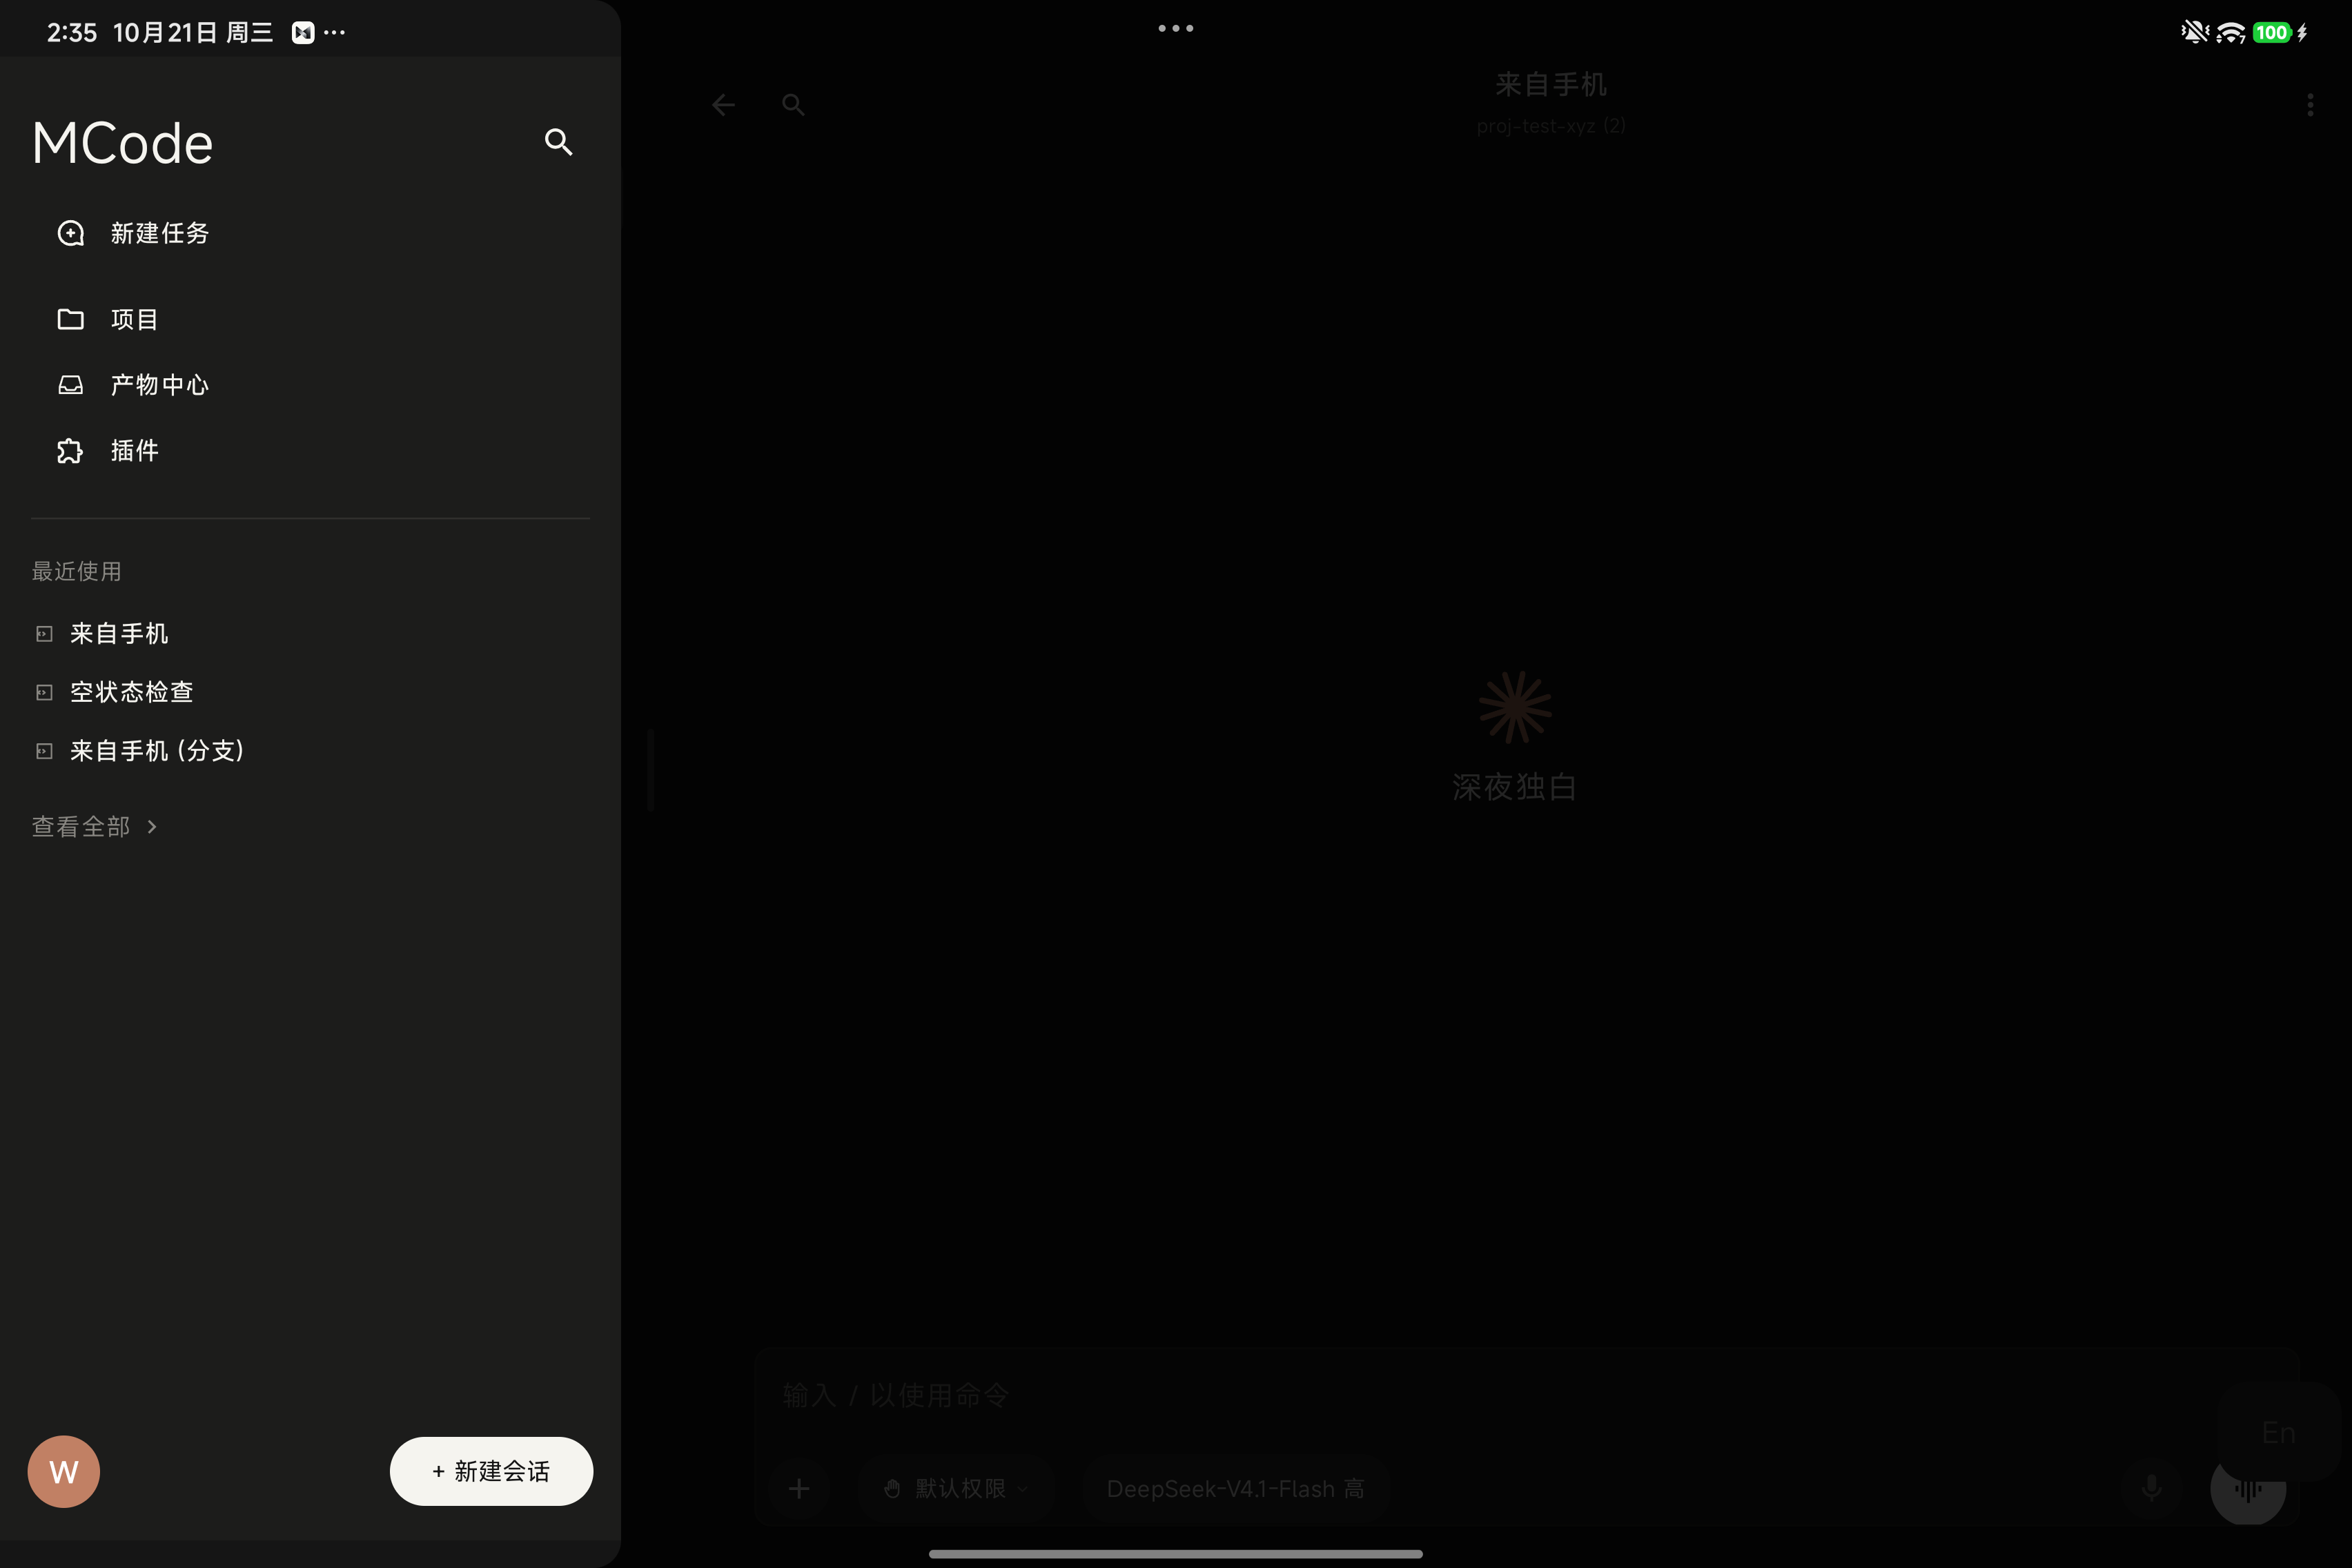 2:35 10月21日 周三
MCode
新建任务
项目
产物中心
插件
最近使用
来自手机
空状态检查
来自手机 (分支)
查看全部
W
+ 新建会话
7
100
来自手机
proj-test-xyz (2)
深夜独白
输入 / 以使用命令
默认权限
DeepSeek-V4.1-Flash 高
En